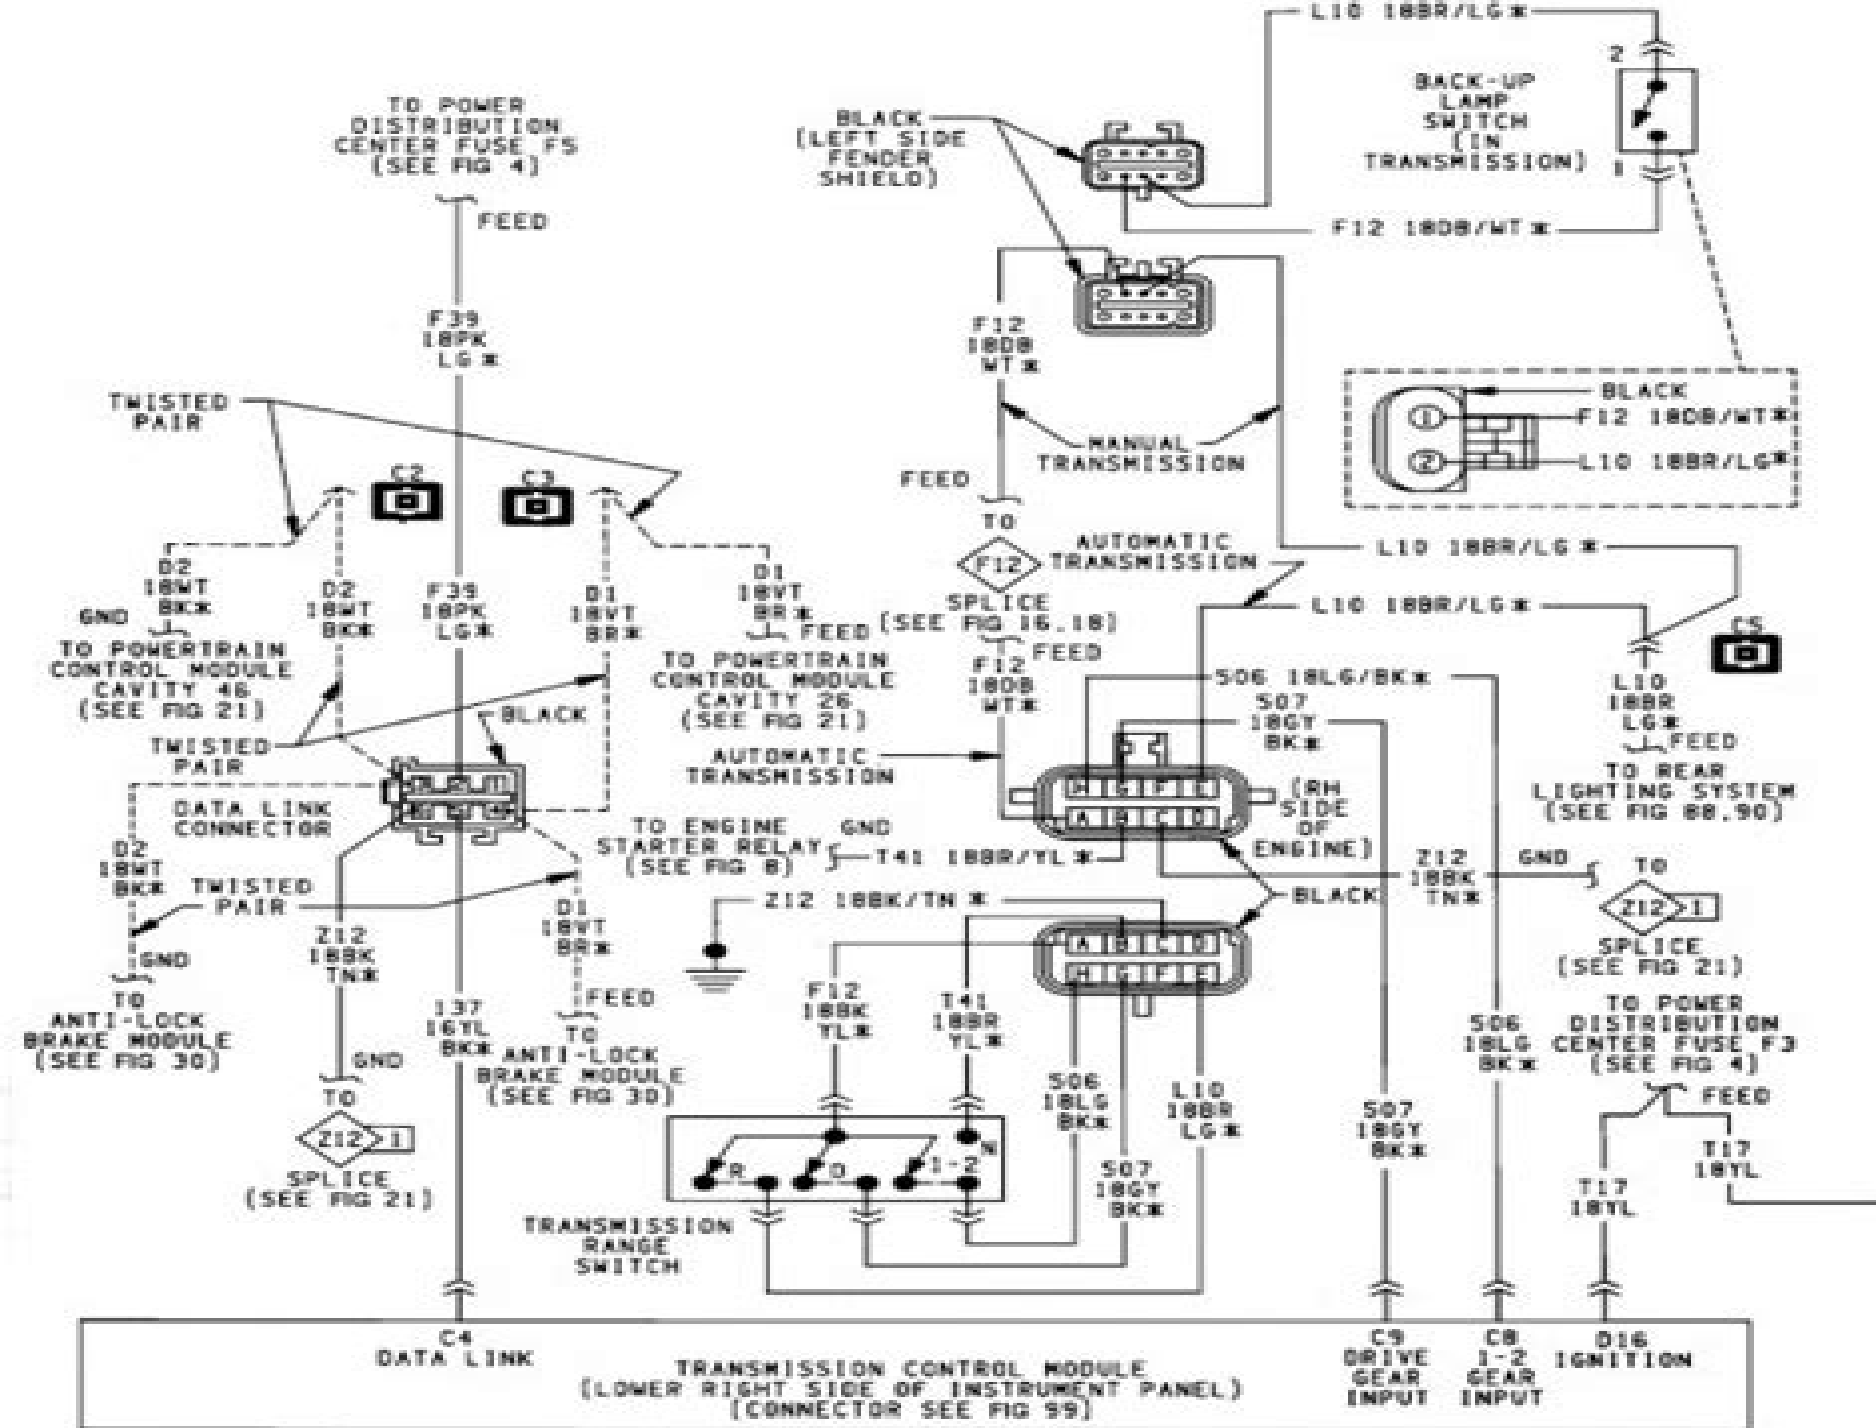 L10 18BR/LG*
2
BACK-UP
LAMP
SWITCH
(IN
TRANSMISSION)
1
TO POWER
DISTRIBUTION
CENTER FUSE F5
(SEE FIG 4)
FEED
BLACK
(LEFT SIDE
FENDER
SHIELD)
F12 18DB/WT*
F39
18PK
LG*
F12
18DB
WT*
BLACK
1
F12 18DB/WT*
2
L10 18BR/LG*
TWISTED
PAIR
MANUAL
TRANSMISSION
C2
C3
FEED
TO
F12
SPLICE
(SEE FIG 16,18)
AUTOMATIC
TRANSMISSION
L10 18BR/LG*
L10 18BR/LG*
C5
D2
18WT
BK*
GND
TO POWERTRAIN
CONTROL MODULE
CAVITY 46
(SEE FIG 21)
D2
18WT
BK*
F39
18PK
LG*
D1
18VT
BR*
D1
18VT
BR*
FEED
TO POWERTRAIN
CONTROL MODULE
CAVITY 26
(SEE FIG 21)
FEED
F12
18DB
WT*
S06 18LG/BK*
S07
18GY
BK*
L10
18BR
LG*
FEED
TO REAR
LIGHTING SYSTEM
(SEE FIG 88,90)
TWISTED
PAIR
BLACK
AUTOMATIC
TRANSMISSION
DATA LINK
CONNECTOR
H G F E
A B C D
(RH
SIDE
OF
ENGINE)
TO ENGINE
STARTER RELAY
(SEE FIG 8)
GND
T41 18BR/YL*
Z12
18BK
TN*
GND
TO
Z12 1
SPLICE
(SEE FIG 21)
D2
18WT
BK*
TWISTED
PAIR
Z12 18BK/TN*
BLACK
A B C D
H G F E
Z12
18BK
TN*
D1
18VT
BR*
GND
TO
ANTI-LOCK
BRAKE MODULE
(SEE FIG 30)
FEED
TO
ANTI-LOCK
BRAKE MODULE
(SEE FIG 30)
137
16YL
BK*
F12
18BK
YL*
T41
18BR
YL*
GND
TO
Z12 1
SPLICE
(SEE FIG 21)
S06
18LG
BK*
L10
18BR
LG*
S07
18GY
BK*
S07
18GY
BK*
S06
18LG
BK*
TO POWER
DISTRIBUTION
CENTER FUSE F3
(SEE FIG 4)
FEED
T17
18YL
T17
18YL
R
D
1-2
N
TRANSMISSION
RANGE
SWITCH
C4
DATA LINK
TRANSMISSION CONTROL MODULE
(LOWER RIGHT SIDE OF INSTRUMENT PANEL)
(CONNECTOR SEE FIG 99)
C9
DRIVE
GEAR
INPUT
C8
1-2
GEAR
INPUT
D16
IGNITION